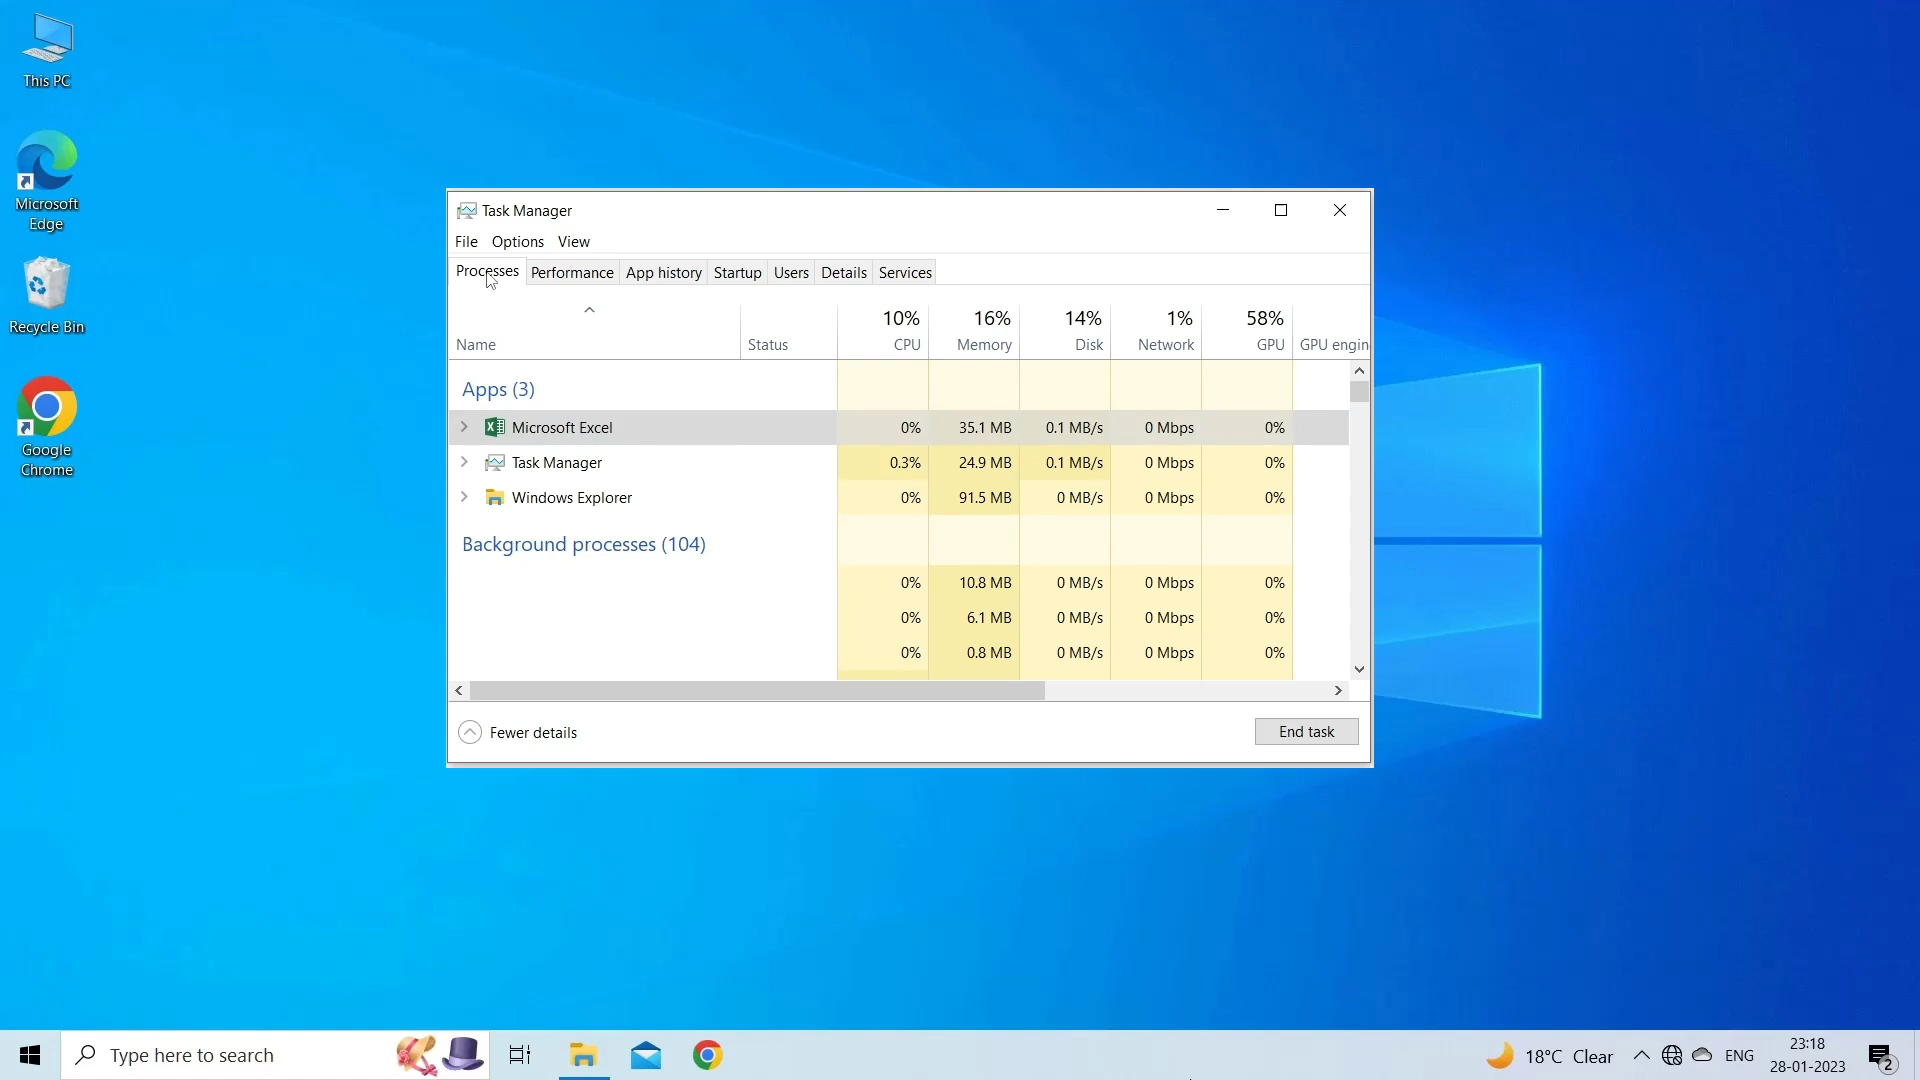 This PC
Microsoft
Edge
Recycle Bin
Google
Chrome
Task Manager
File Options View
Processes Performance App history Startup Users Details Services
10% 16% 14% 1% 58%
Name Status CPU Memory Disk Network GPU GPU engin
Apps (3)
Microsoft Excel 0% 35.1 MB 0.1 MB/s 0 Mbps 0%
Task Manager 0.3% 24.9 MB 0.1 MB/s 0 Mbps 0%
Windows Explorer 0% 91.5 MB 0 MB/s 0 Mbps 0%
Background processes (104)
0% 10.8 MB 0 MB/s 0 Mbps 0%
0% 6.1 MB 0 MB/s 0 Mbps 0%
0% 0.8 MB 0 MB/s 0 Mbps 0%
Fewer details End task
Type here to search
18°C Clear
ENG
23:18
28-01-2023
2